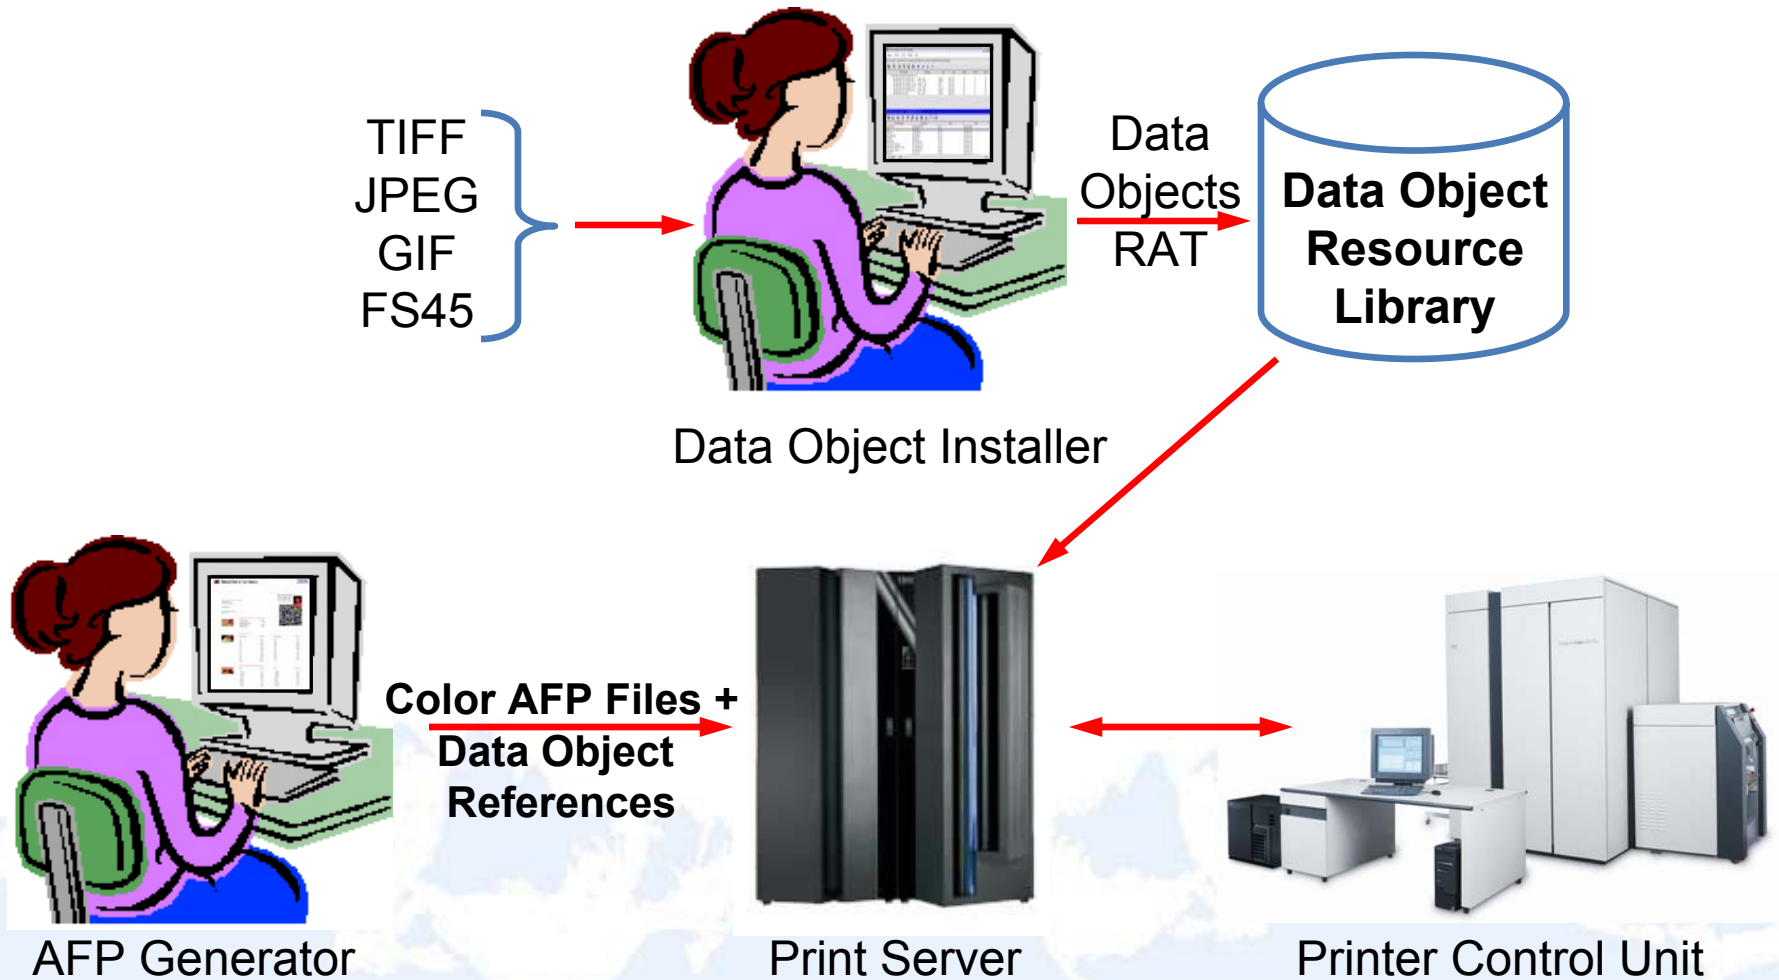 TIFF
JPEG
GIF
FS45
Data
Objects
RAT
Data Object
Resource
Library
Data Object Installer
Color AFP Files +
Data Object
References
AFP Generator
Print Server
Printer Control Unit